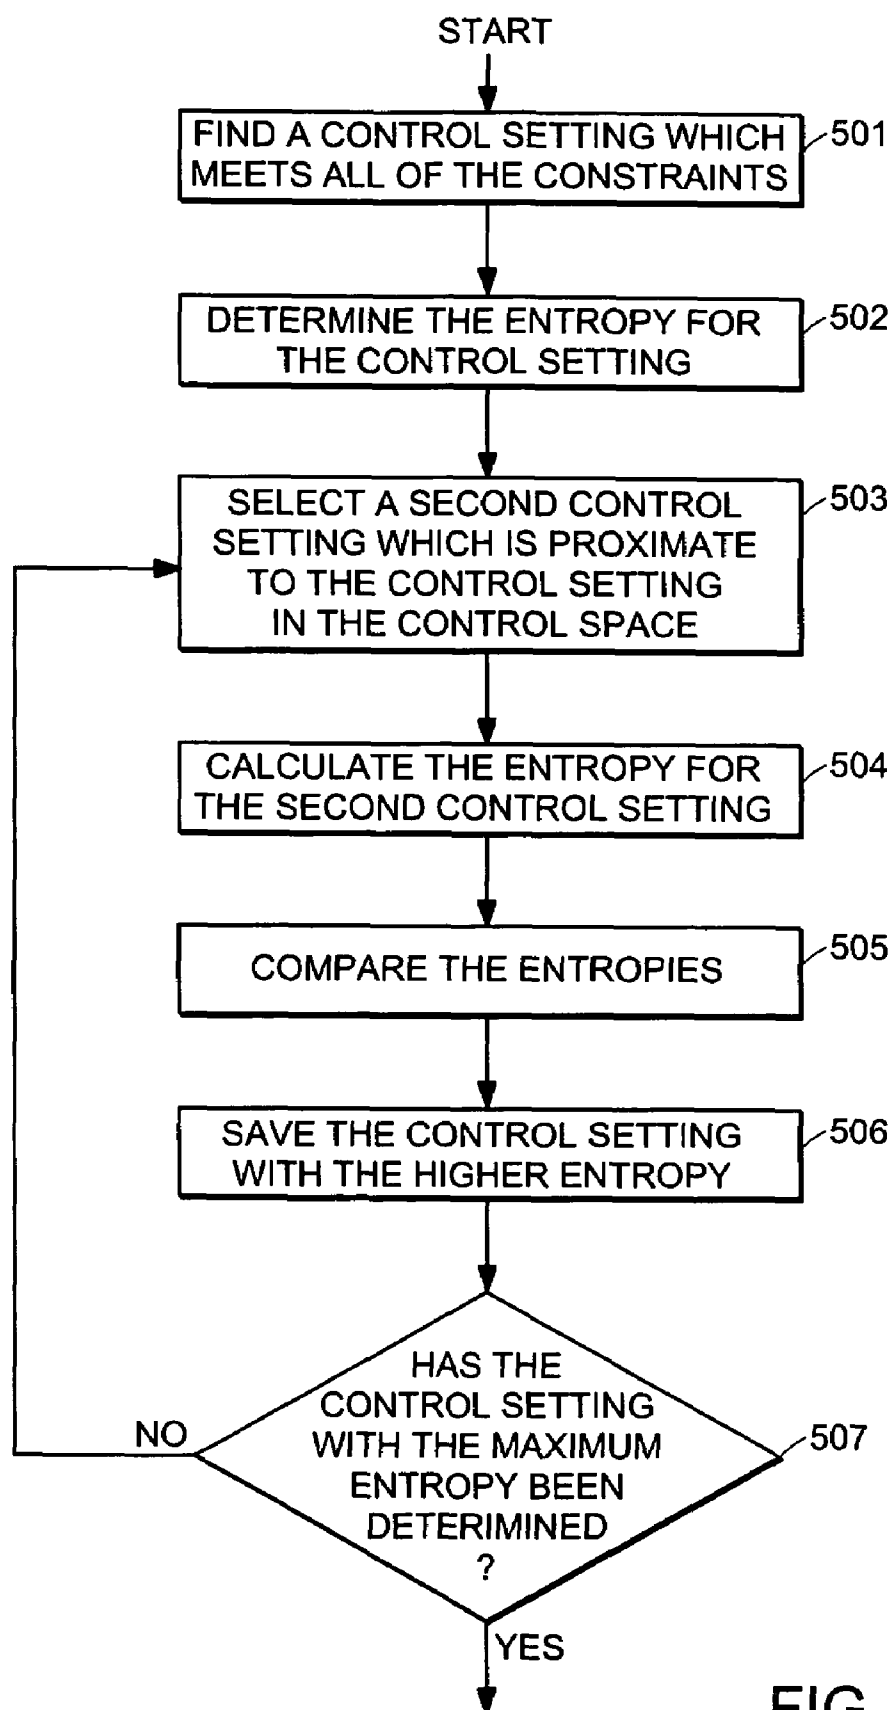 START
FIND A CONTROL SETTING WHICH
MEETS ALL OF THE CONSTRAINTS
501
DETERMINE THE ENTROPY FOR
THE CONTROL SETTING
502
SELECT A SECOND CONTROL
SETTING WHICH IS PROXIMATE
TO THE CONTROL SETTING
IN THE CONTROL SPACE
503
CALCULATE THE ENTROPY FOR
THE SECOND CONTROL SETTING
504
COMPARE THE ENTROPIES
505
SAVE THE CONTROL SETTING
WITH THE HIGHER ENTROPY
506
HAS THE
CONTROL SETTING
WITH THE MAXIMUM
ENTROPY BEEN
DETERIMINED
?
507
NO
YES
FIG